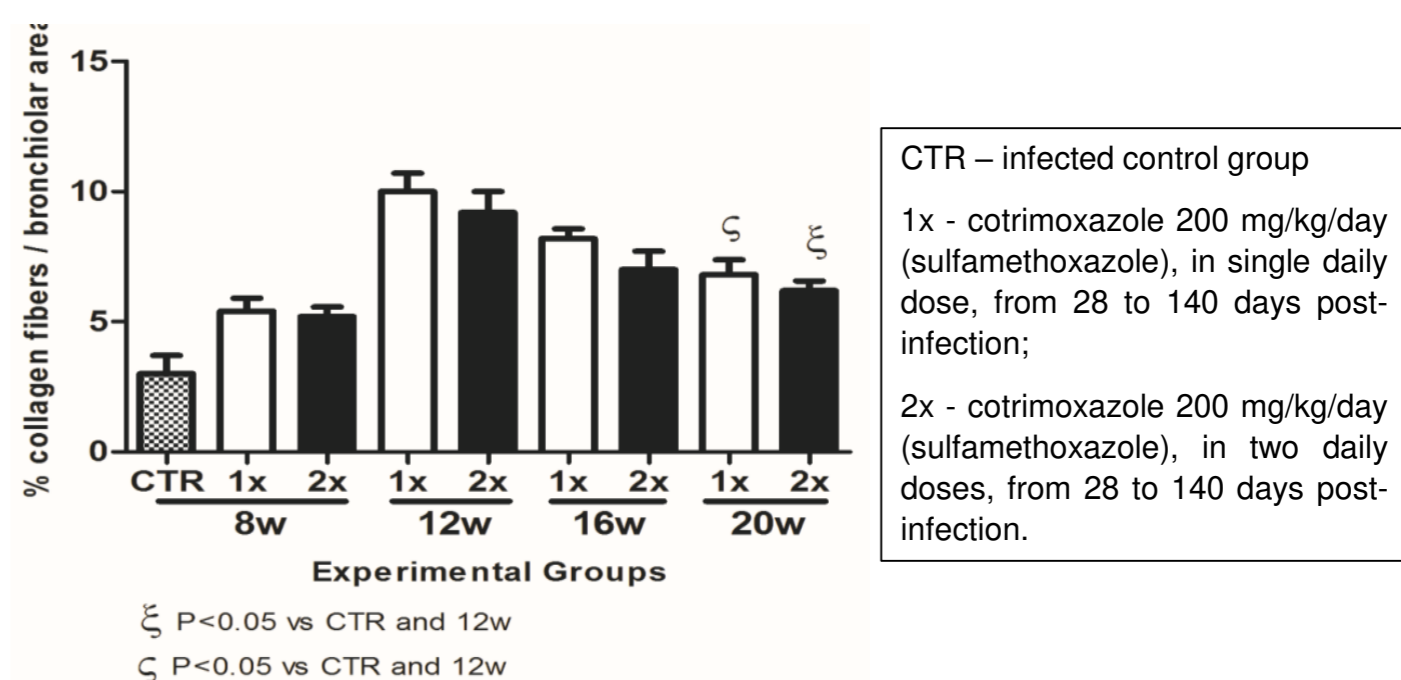 % collagen fibers / bronchiolar area
15
10
5
0
ς
ξ
CTR 1x 2x 1x 2x 1x 2x 1x 2x
8w 12w 16w 20w
Experimental Groups
ξ P<0.05 vs CTR and 12w
ς P<0.05 vs CTR and 12w
CTR – infected control group
1x - cotrimoxazole 200 mg/kg/day
(sulfamethoxazole), in single daily
dose, from 28 to 140 days post-
infection;
2x - cotrimoxazole 200 mg/kg/day
(sulfamethoxazole), in two daily
doses, from 28 to 140 days post-
infection.